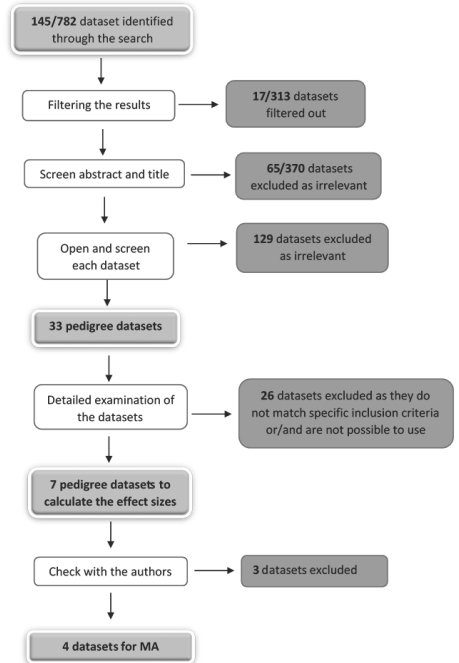 145/782 dataset identified
through the search
Filtering the results
17/313 datasets
filtered out
Screen abstract and title
65/370 datasets
excluded as irrelevant
Open and screen
each dataset
129 datasets excluded
as irrelevant
33 pedigree datasets
Detailed examination of
the datasets
26 datasets excluded as they do
not match specific inclusion criteria
or/and are not possible to use
7 pedigree datasets to
calculate the effect sizes
Check with the authors
3 datasets excluded
4 datasets for MA